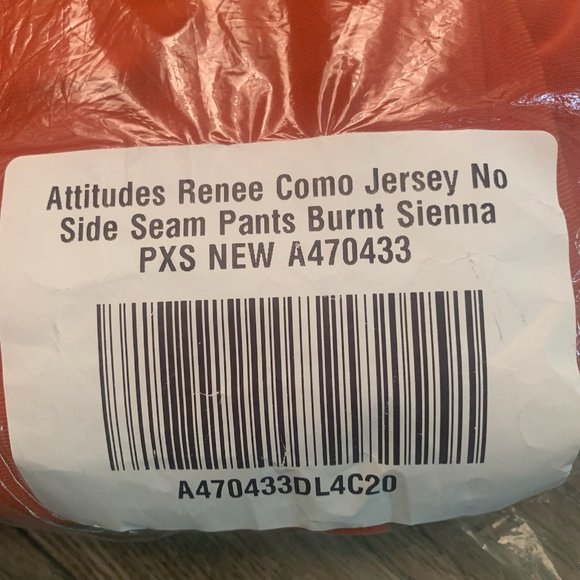 Attitudes Renee Como Jersey No
Side Seam Pants Burnt Sienna
PXS NEW A470433
A470433DL4C20